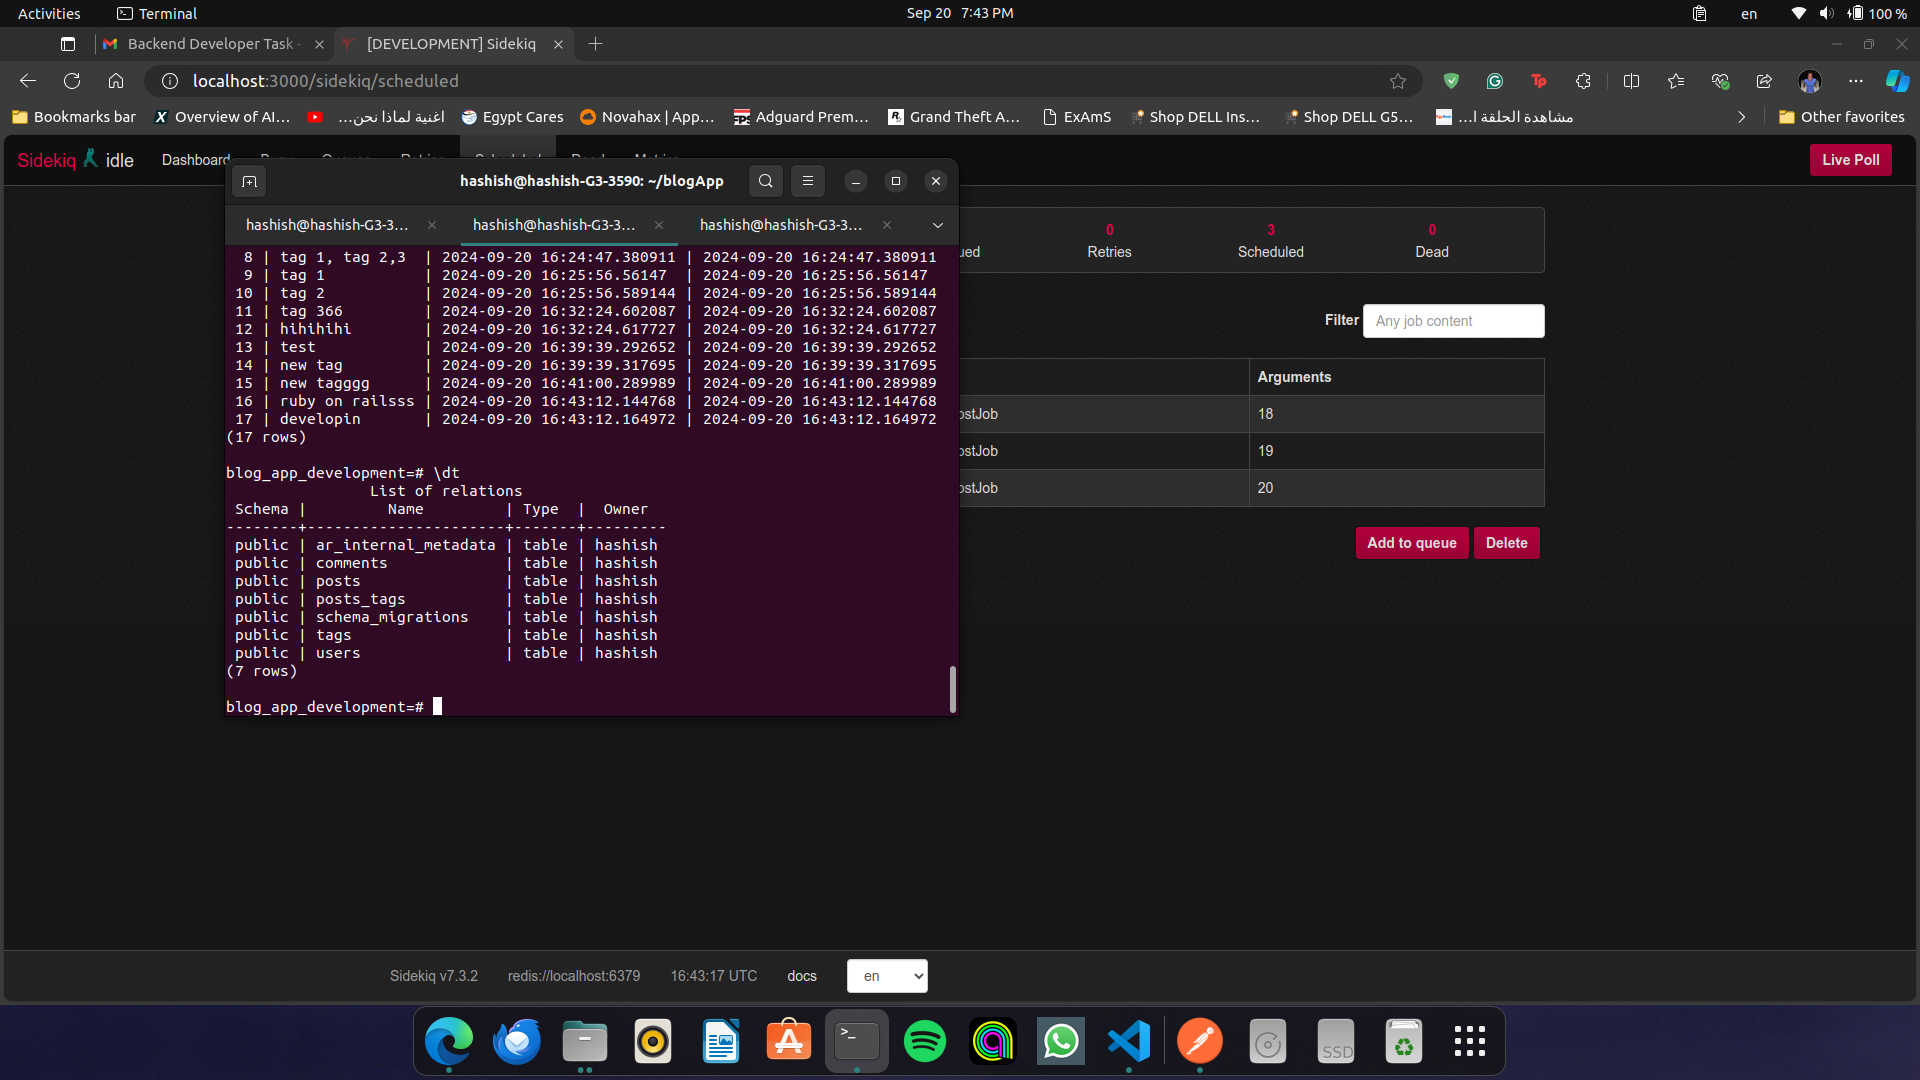 Activities
Terminal
Sep 20 7:43 PM
en
100 %
Backend Developer Task -
[DEVELOPMENT] Sidekiq
localhost:3000/sidekiq/scheduled
Bookmarks bar
Overview of AI...
اغنية لماذا نحن...
Egypt Cares
Novahax | App...
Adguard Prem...
Grand Theft A...
ExAmS
Shop DELL Ins...
Shop DELL G5...
مشاهدة الحلقة ا...
Other favorites
Sidekiq idle
Dashboard
Live Poll
hashish@hashish-G3-3590: ~/blogApp
hashish@hashish-G3-3...
hashish@hashish-G3-3...
hashish@hashish-G3-3...
8 | tag 1, tag 2,3 | 2024-09-20 16:24:47.380911 | 2024-09-20 16:24:47.380911
9 | tag 1 | 2024-09-20 16:25:56.56147 | 2024-09-20 16:25:56.56147
10 | tag 2 | 2024-09-20 16:25:56.589144 | 2024-09-20 16:25:56.589144
11 | tag 366 | 2024-09-20 16:32:24.602087 | 2024-09-20 16:32:24.602087
12 | hihihihi | 2024-09-20 16:32:24.617727 | 2024-09-20 16:32:24.617727
13 | test | 2024-09-20 16:39:39.292652 | 2024-09-20 16:39:39.292652
14 | new tag | 2024-09-20 16:39:39.317695 | 2024-09-20 16:39:39.317695
15 | new tagggg | 2024-09-20 16:41:00.289989 | 2024-09-20 16:41:00.289989
16 | ruby on railsss | 2024-09-20 16:43:12.144768 | 2024-09-20 16:43:12.144768
17 | developin | 2024-09-20 16:43:12.164972 | 2024-09-20 16:43:12.164972
(17 rows)
blog_app_development=# \dt
List of relations
Schema | Name | Type | Owner
--------+----------------------+-------+---------
public | ar_internal_metadata | table | hashish
public | comments | table | hashish
public | posts | table | hashish
public | posts_tags | table | hashish
public | schema_migrations | table | hashish
public | tags | table | hashish
public | users | table | hashish
(7 rows)
blog_app_development=#
0
3
0
Retries
Scheduled
Dead
Filter
Any job content
Arguments
ostJob 18
ostJob 19
ostJob 20
Add to queue
Delete
Sidekiq v7.3.2
redis://localhost:6379
16:43:17 UTC
docs
en
SSD